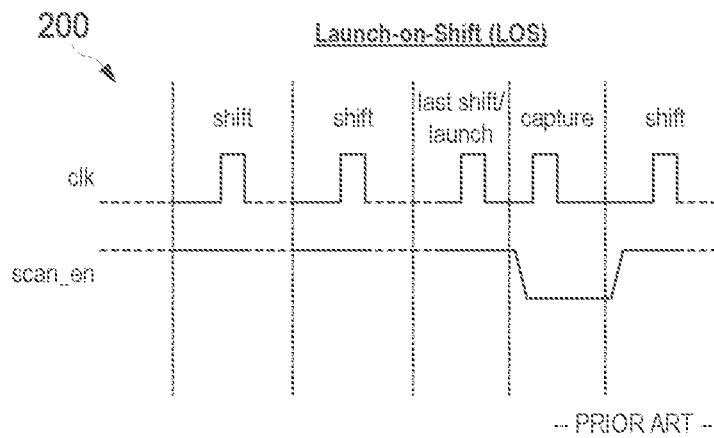 200
Launch-on-Shift (LOS)
shift shift last shift/ launch capture shift
clk
scan_en
-- PRIOR ART --